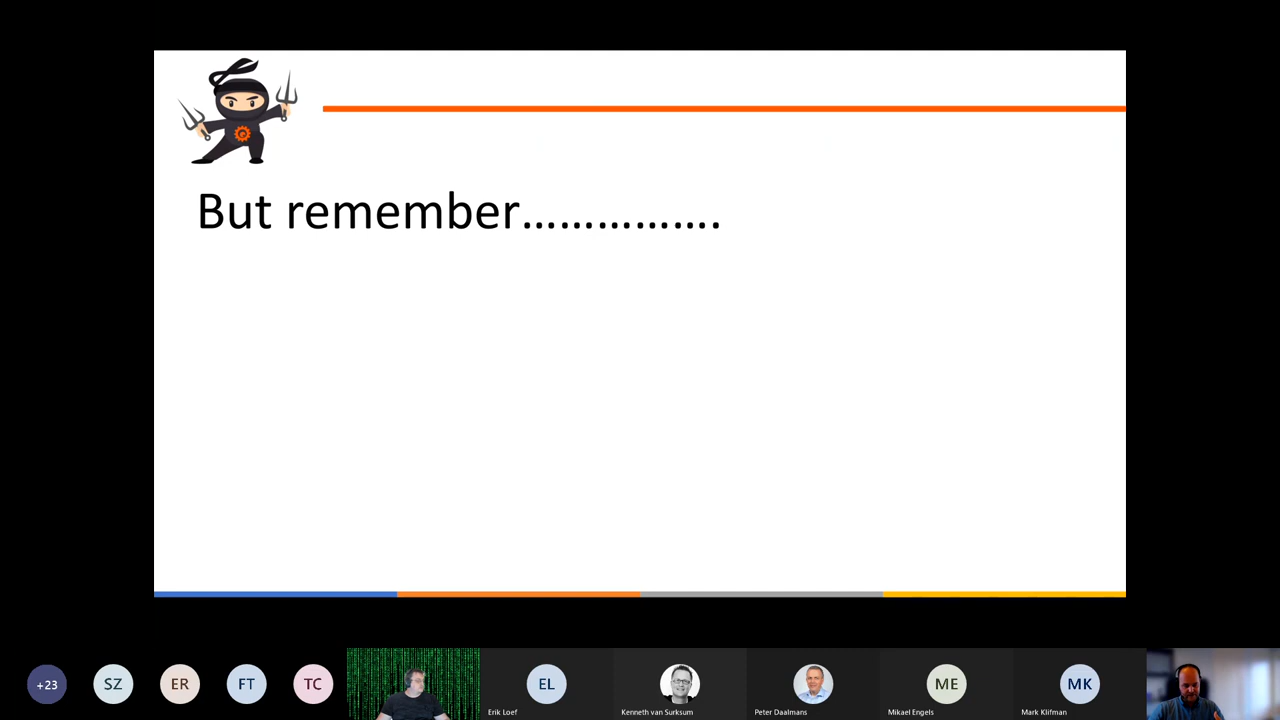 But remember…………….
+23
SZ
ER
FT
TC
EL
Erik Loef
Kenneth van Surksum
Peter Daalmans
ME
Mikael Engels
MK
Mark Klifman